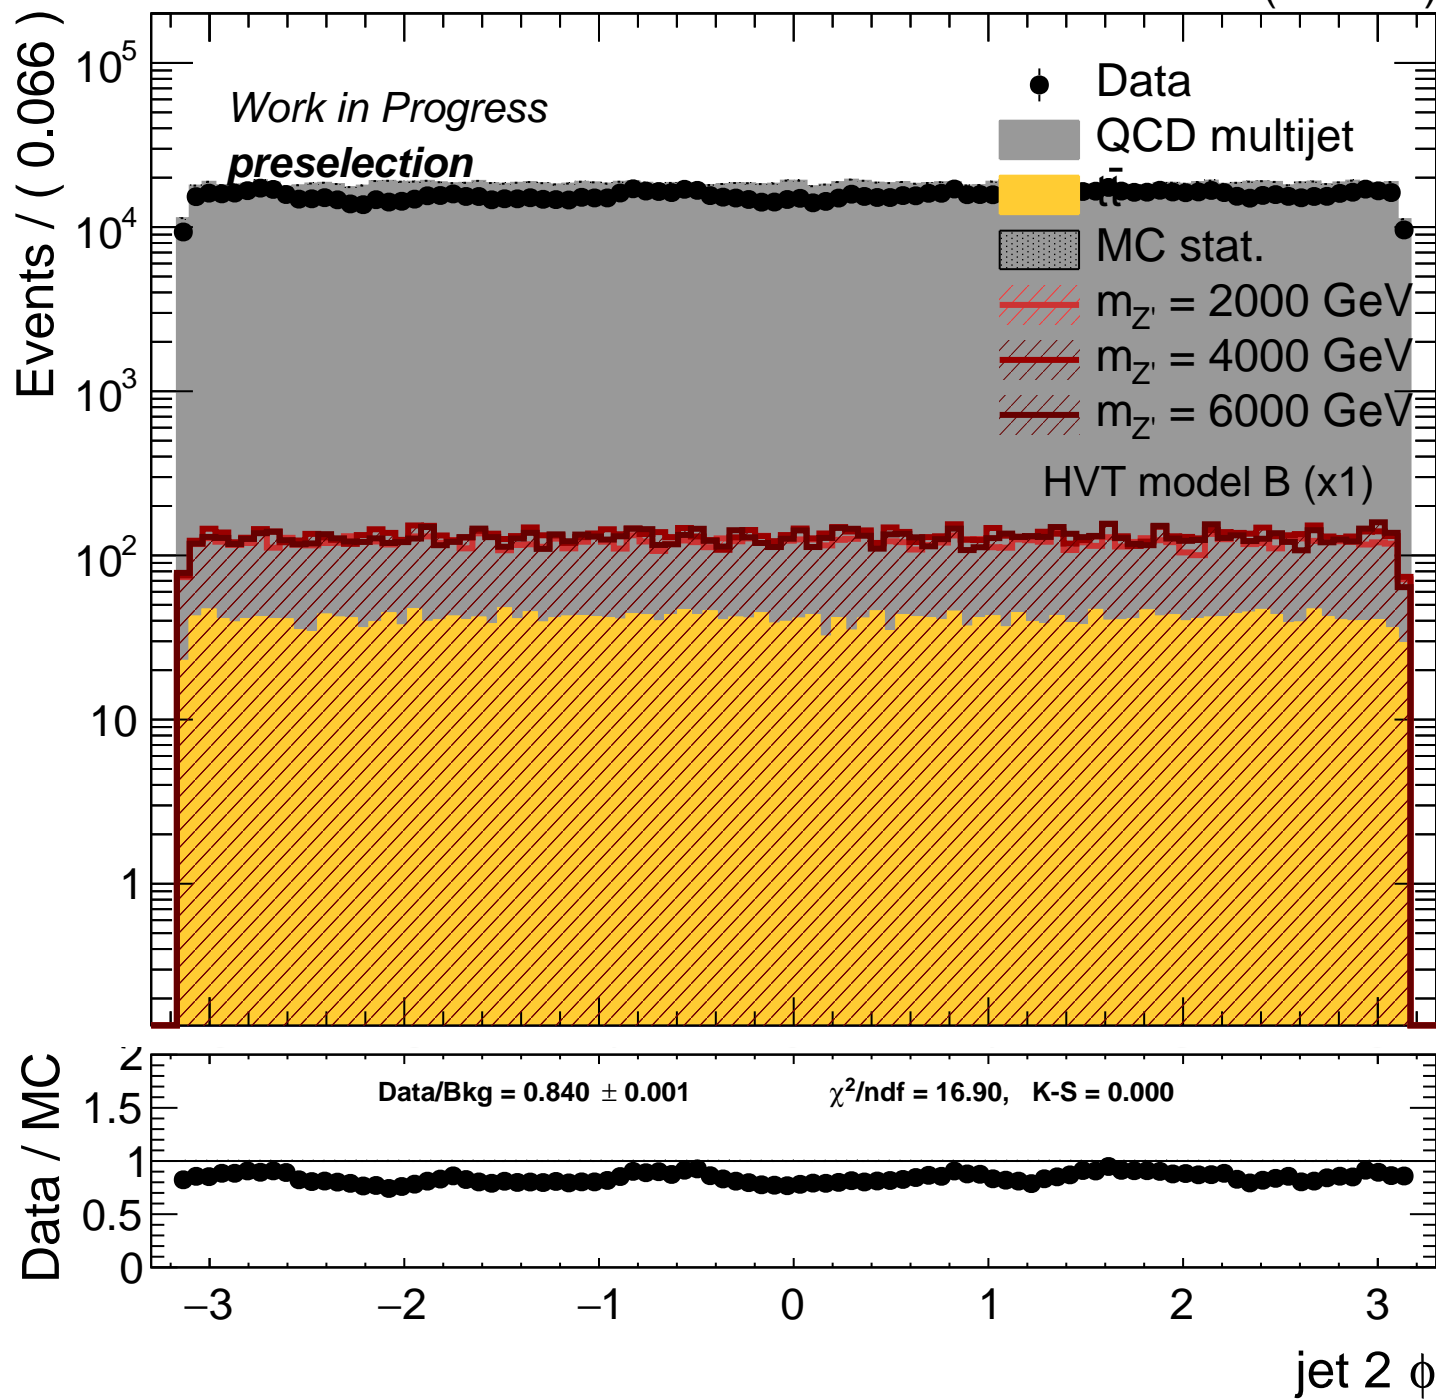 Events / ( 0.066 )
10^5
10^4
10^3
10^2
10
1
Work in Progress
preselection
Data
QCD multijet
tt̄
MC stat.
m_Z' = 2000 GeV
m_Z' = 4000 GeV
m_Z' = 6000 GeV
HVT model B (x1)
Data / MC
2
1.5
1
0.5
0
Data/Bkg = 0.840 ± 0.001
χ²/ndf = 16.90, K-S = 0.000
−3
−2
−1
0
1
2
3
jet 2 ϕ